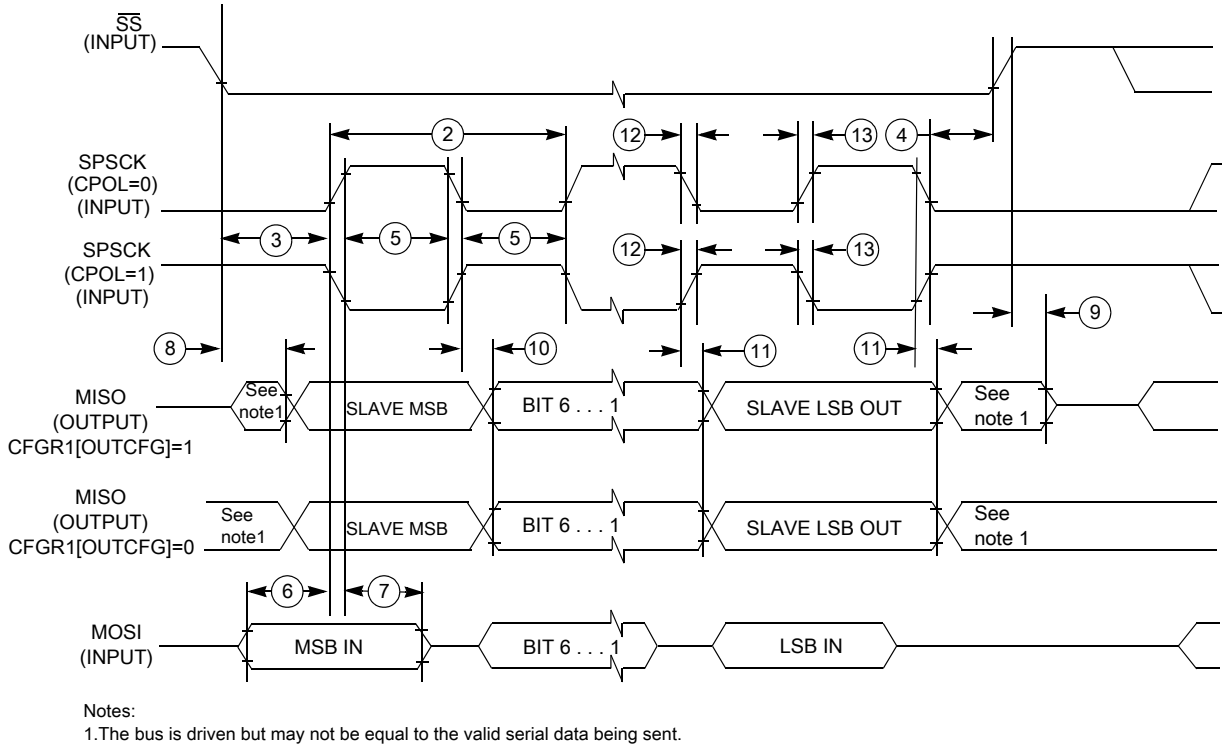 SS
(INPUT)
2
12
13
4
SPSCK
(CPOL=0)
(INPUT)
3
5
5
SPSCK
(CPOL=1)
(INPUT)
12
13
9
8
10
11
11
MISO
(OUTPUT)
CFGR1[OUTCFG]=1
See
note1
SLAVE MSB
BIT 6 . . . 1
SLAVE LSB OUT
See
note 1
MISO
(OUTPUT)
CFGR1[OUTCFG]=0
See
note1
SLAVE MSB
BIT 6 . . . 1
SLAVE LSB OUT
See
note 1
6
7
MOSI
(INPUT)
MSB IN
BIT 6 . . . 1
LSB IN
Notes:
1.The bus is driven but may not be equal to the valid serial data being sent.